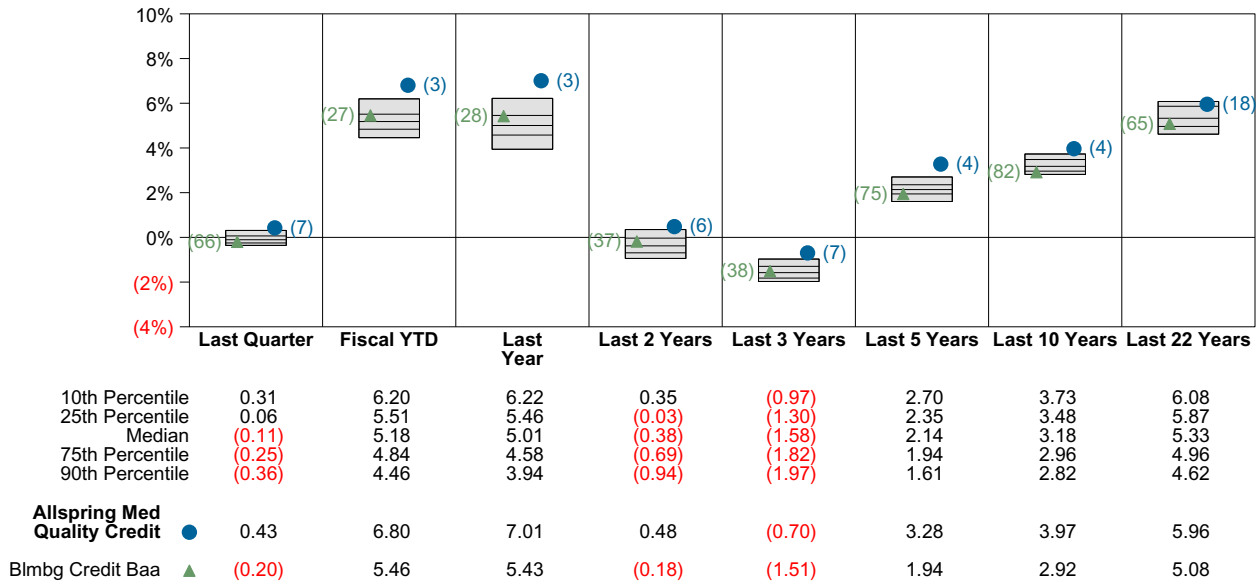 10%
8%
6%
4%
2%
0%
(2%)
(4%)
(66) (7)
(27) (3)
(28) (3)
(37) (6)
(38) (7)
(75) (4)
(82) (4)
(65) (18)
Last Quarter Fiscal YTD Last Year Last 2 Years Last 3 Years Last 5 Years Last 10 Years Last 22 Years
10th Percentile 0.31 6.20 6.22 0.35 (0.97) 2.70 3.73 6.08
25th Percentile 0.06 5.51 5.46 (0.03) (1.30) 2.35 3.48 5.87
Median (0.11) 5.18 5.01 (0.38) (1.58) 2.14 3.18 5.33
75th Percentile (0.25) 4.84 4.58 (0.69) (1.82) 1.94 2.96 4.96
90th Percentile (0.36) 4.46 3.94 (0.94) (1.97) 1.61 2.82 4.62
Allspring Med
Quality Credit 0.43 6.80 7.01 0.48 (0.70) 3.28 3.97 5.96
Blmbg Credit Baa (0.20) 5.46 5.43 (0.18) (1.51) 1.94 2.92 5.08